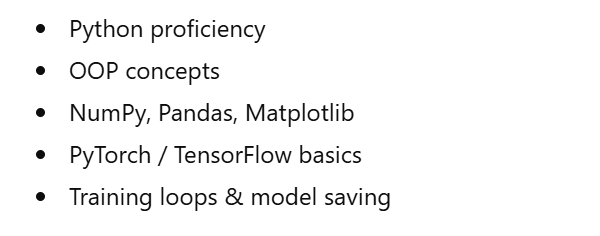 • Python proficiency
• OOP concepts
• NumPy, Pandas, Matplotlib
• PyTorch / TensorFlow basics
• Training loops & model saving